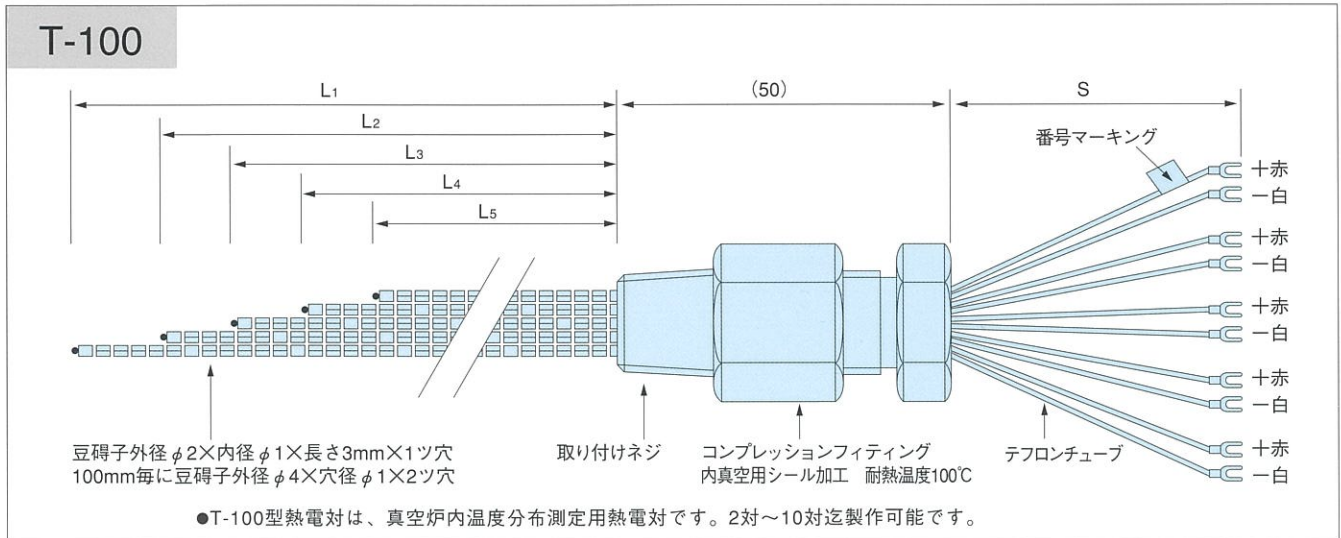 T-100
L1
(50)
S
L2
番号マーキング
L3
L4
L5
＋赤
－白
＋赤
－白
＋赤
－白
＋赤
－白
＋赤
－白
豆碍子外径φ2×内径φ1×長さ3mm×1ツ穴
100mm毎に豆碍子外径φ4×穴径φ1×2ツ穴
取り付けネジ
コンプレッションフィティング
内真空用シール加工　耐熱温度100℃
テフロンチューブ
●T-100型熱電対は、真空炉内温度分布測定用熱電対です。2対～10対迄製作可能です。